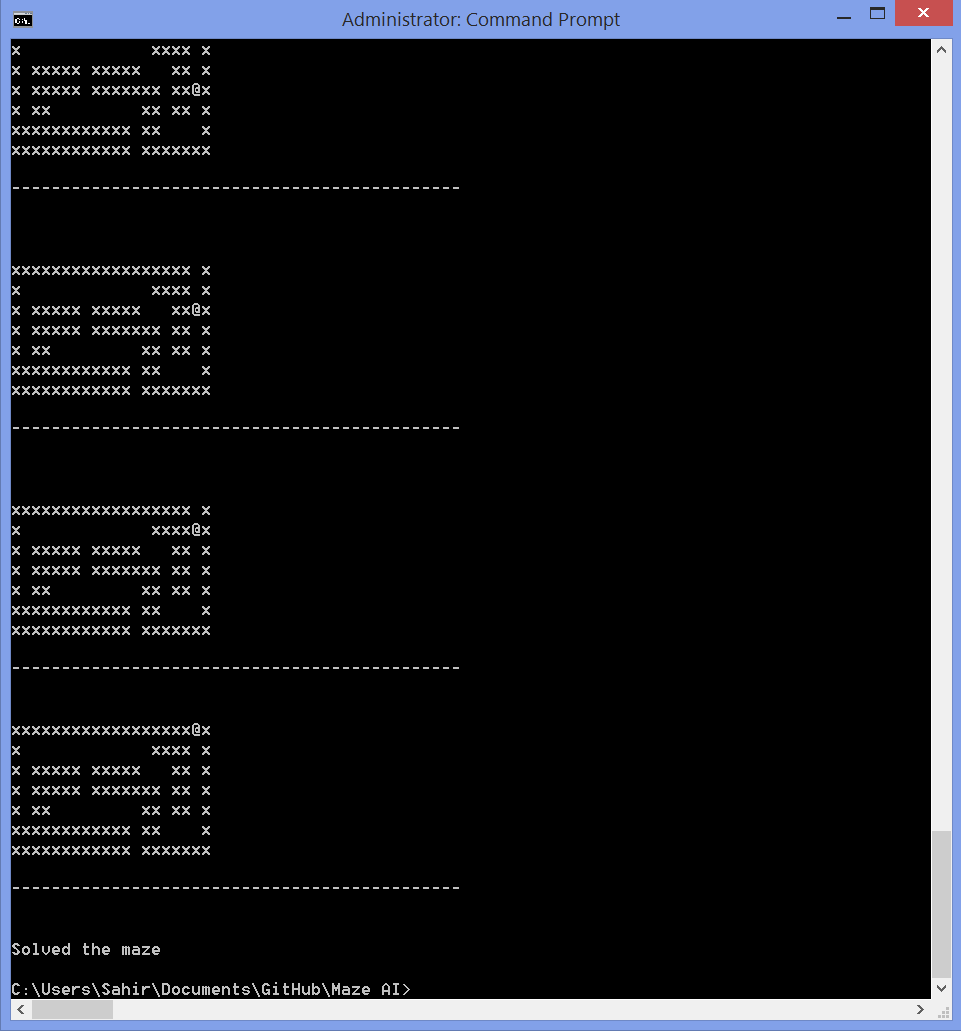 Administrator: Command Prompt
x             xxxx x
x xxxxx xxxxx   xx x
x xxxxx xxxxxxx xx@x
x xx         xx xx x
xxxxxxxxxxxx xx    x
xxxxxxxxxxxx xxxxxxx
---------------------------------------------
xxxxxxxxxxxxxxxxxx x
x             xxxx x
x xxxxx xxxxx   xx@x
x xxxxx xxxxxxx xx x
x xx         xx xx x
xxxxxxxxxxxx xx    x
xxxxxxxxxxxx xxxxxxx
---------------------------------------------
xxxxxxxxxxxxxxxxxx x
x             xxxx@x
x xxxxx xxxxx   xx x
x xxxxx xxxxxxx xx x
x xx         xx xx x
xxxxxxxxxxxx xx    x
xxxxxxxxxxxx xxxxxxx
---------------------------------------------
xxxxxxxxxxxxxxxxxx@x
x             xxxx x
x xxxxx xxxxx   xx x
x xxxxx xxxxxxx xx x
x xx         xx xx x
xxxxxxxxxxxx xx    x
xxxxxxxxxxxx xxxxxxx
---------------------------------------------
Solved the maze
C:\Users\Sahir\Documents\GitHub\Maze AI>